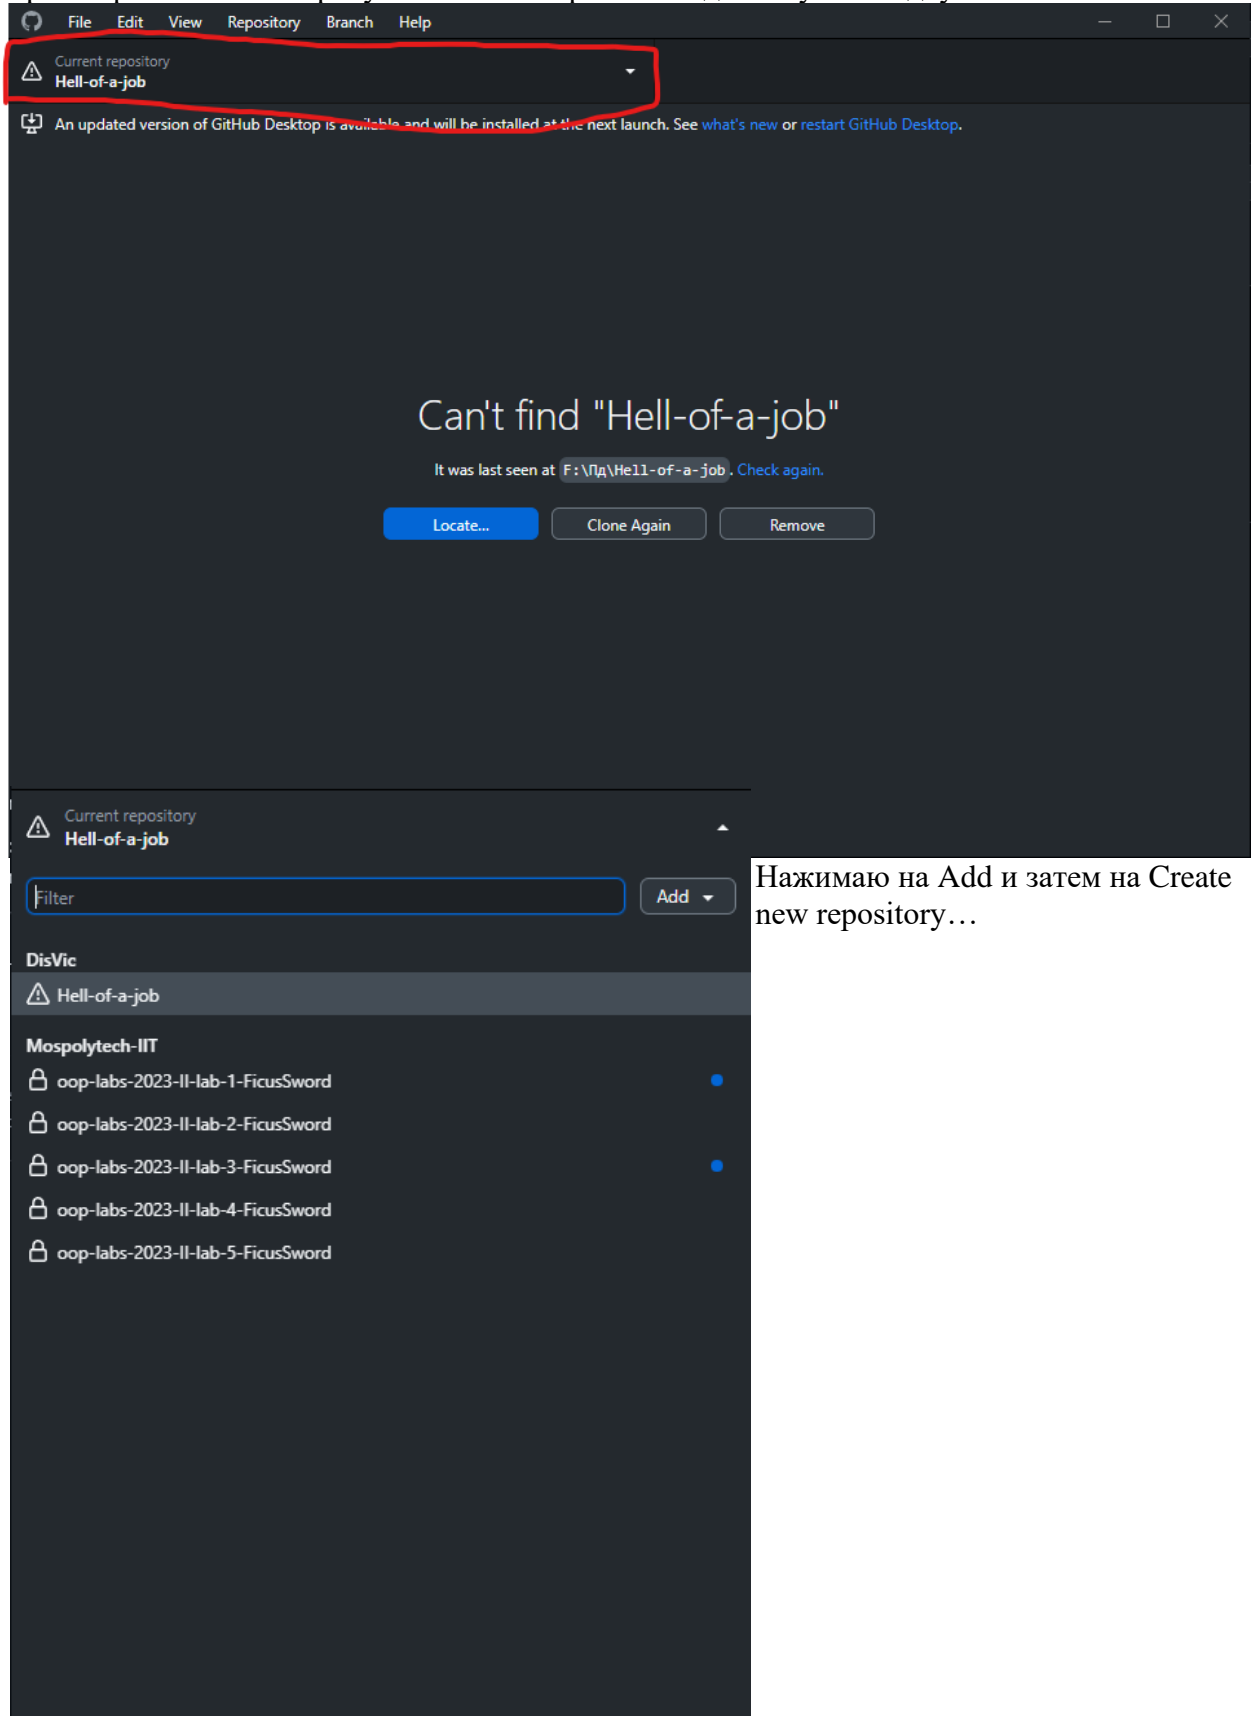 File Edit View Repository Branch Help
Current repository
Hell-of-a-job
An updated version of GitHub Desktop is available and will be installed at the next launch. See what's new or restart GitHub Desktop.
Can't find "Hell-of-a-job"
It was last seen at F:\Пд\Hell-of-a-job. Check again.
Locate... Clone Again Remove
Current repository
Hell-of-a-job
Filter Add
DisVic
Hell-of-a-job
Mospolytech-IIT
oop-labs-2023-II-lab-1-FicusSword
oop-labs-2023-II-lab-2-FicusSword
oop-labs-2023-II-lab-3-FicusSword
oop-labs-2023-II-lab-4-FicusSword
oop-labs-2023-II-lab-5-FicusSword
Нажимаю на Add и затем на Create
new repository…